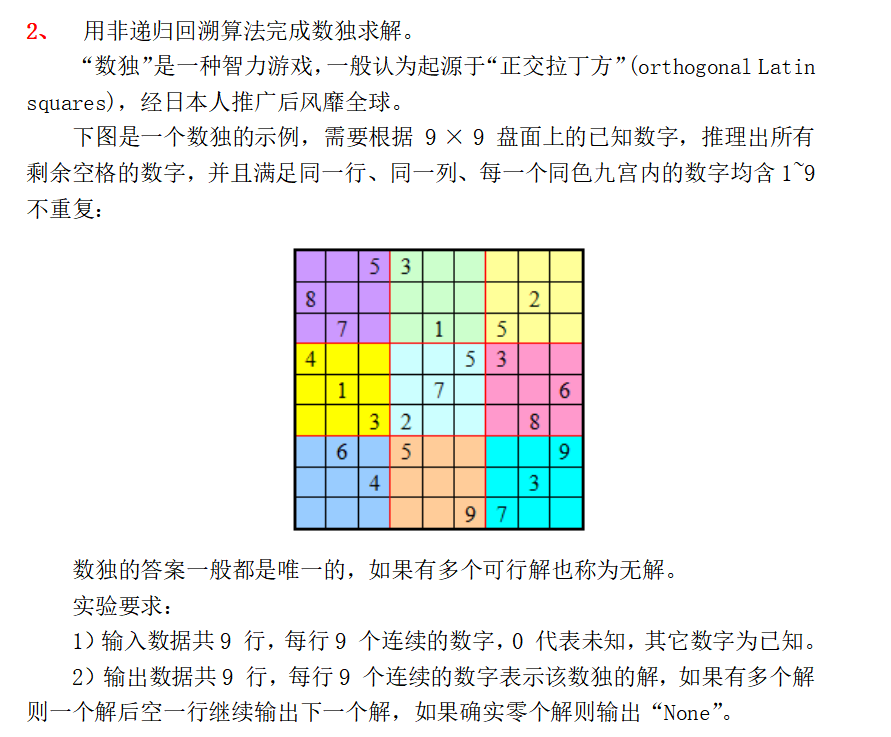 2、 用非递归回溯算法完成数独求解。
“数独”是一种智力游戏,一般认为起源于“正交拉丁方”(orthogonal Latin
squares), 经日本人推广后风靡全球。
下图是一个数独的示例, 需要根据 9 × 9 盘面上的已知数字, 推理出所有
剩余空格的数字, 并且满足同一行、同一列、每一个同色九宫内的数字均含 1~9
不重复:
5 3
8 2
7 1 5
4 5 3
1 7 6
3 2 8
6 5 9
4 3
9 7
数独的答案一般都是唯一的, 如果有多个可行解也称为无解。
实验要求:
1) 输入数据共 9 行, 每行 9 个连续的数字, 0 代表未知, 其它数字为已知。
2) 输出数据共 9 行, 每行 9 个连续的数字表示该数独的解, 如果有多个解
则一个解后空一行继续输出下一个解, 如果确实零个解则输出“None”。